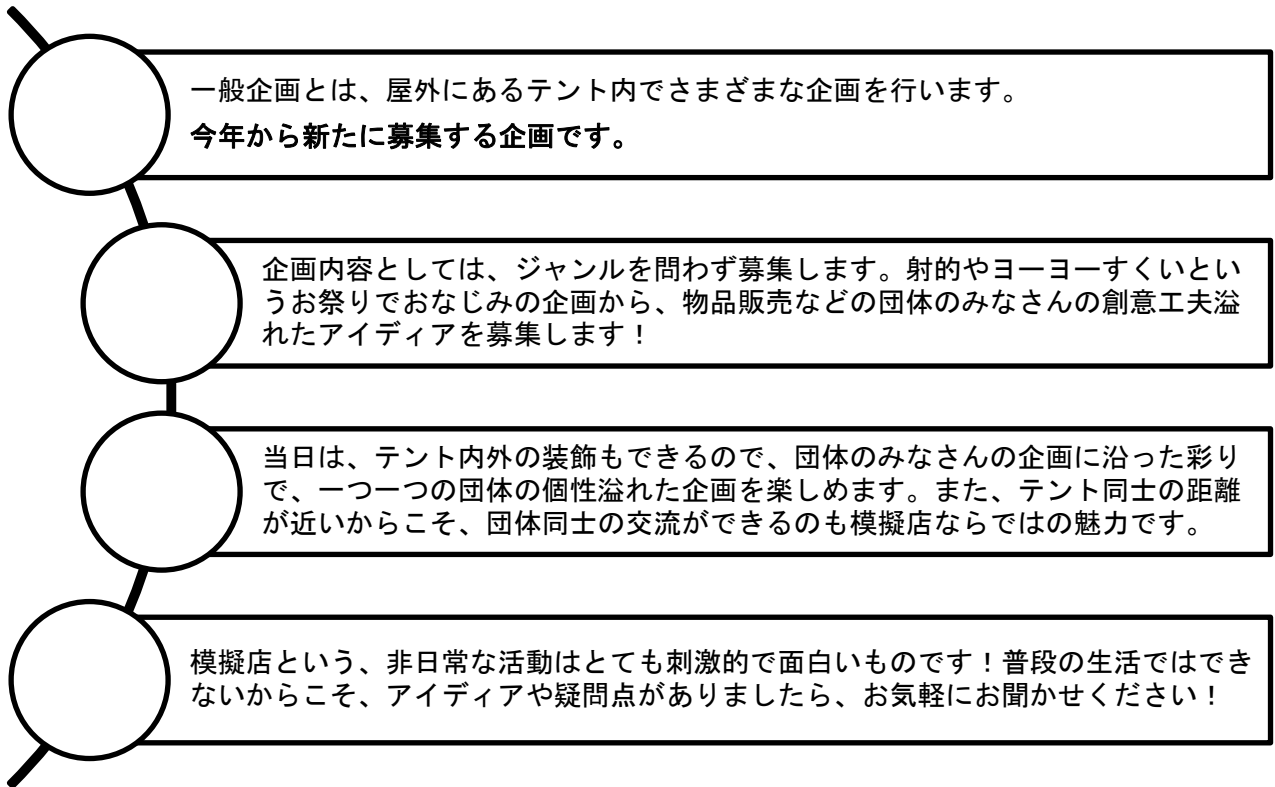 一般企画とは、屋外にあるテント内でさまざまな企画を行います。
今年から新たに募集する企画です。
企画内容としては、ジャンルを問わず募集します。射的やヨーヨーすくいとい
うお祭りでおなじみの企画から、物品販売などの団体のみなさんの創意工夫溢
れたアイディアを募集します！
当日は、テント内外の装飾もできるので、団体のみなさんの企画に沿った彩り
で、一つ一つの団体の個性溢れた企画を楽しめます。また、テント同士の距離
が近いからこそ、団体同士の交流ができるのも模擬店ならではの魅力です。
模擬店という、非日常な活動はとても刺激的で面白いものです！普段の生活ではでき
ないからこそ、アイディアや疑問点がありましたら、お気軽にお聞かせください！